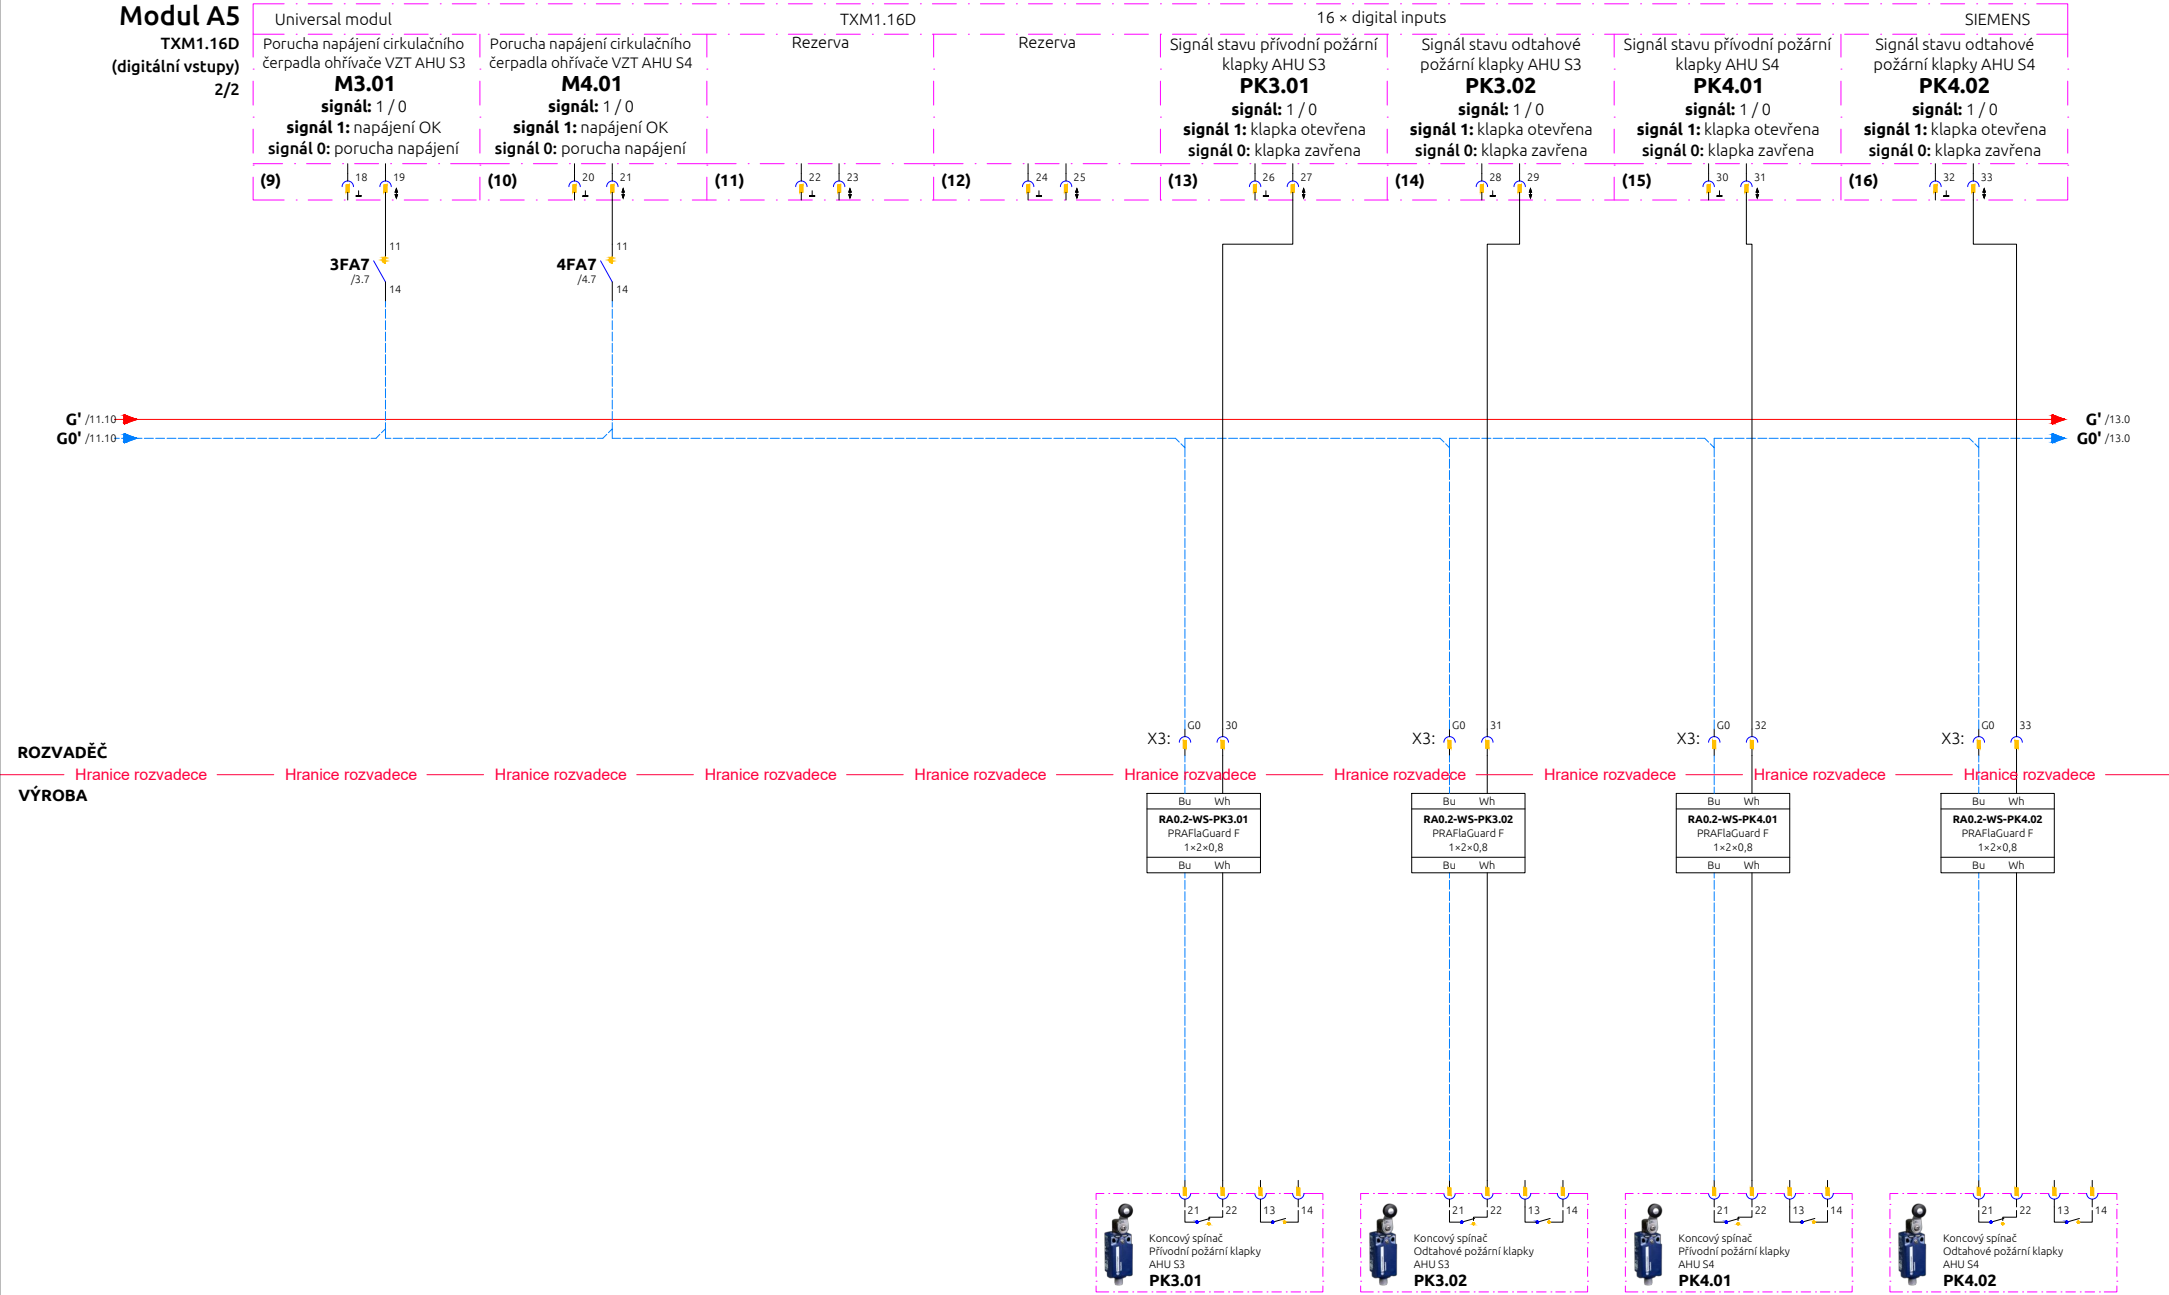 Modul A5
TXM1.16D
(digitální vstupy)
2/2
Universal modul TXM1.16D 16 × digital inputs SIEMENS
Porucha napájení cirkulačního
čerpadla ohřívače VZT AHU S3
M3.01
signál: 1 / 0
signál 1: napájení OK
signál 0: porucha napájení
Porucha napájení cirkulačního
čerpadla ohřívače VZT AHU S4
M4.01
signál: 1 / 0
signál 1: napájení OK
signál 0: porucha napájení
Rezerva
Rezerva
Signál stavu přívodní požární
klapky AHU S3
PK3.01
signál: 1 / 0
signál 1: klapka otevřena
signál 0: klapka zavřena
Signál stavu odtahové
požární klapky AHU S3
PK3.02
signál: 1 / 0
signál 1: klapka otevřena
signál 0: klapka zavřena
Signál stavu přívodní požární
klapky AHU S4
PK4.01
signál: 1 / 0
signál 1: klapka otevřena
signál 0: klapka zavřena
Signál stavu odtahové
požární klapky AHU S4
PK4.02
signál: 1 / 0
signál 1: klapka otevřena
signál 0: klapka zavřena
(9) 18 19 (10) 20 21 (11) 22 23 (12) 24 25 (13) 26 27 (14) 28 29 (15) 30 31 (16) 32 33
11
3FA7
/3.7
14
11
4FA7
/4.7
14
G' /11.10 G' /13.0
G0' /11.10 G0' /13.0
X3: G0 30 X3: G0 31 X3: G0 32 X3: G0 33
ROZVADĚČ
Hranice rozvadece Hranice rozvadece Hranice rozvadece Hranice rozvadece Hranice rozvadece Hranice rozvadece Hranice rozvadece Hranice rozvadece Hranice rozvadece Hranice rozvadece
VÝROBA
Bu Wh
RA0.2-WS-PK3.01
PRAFlaGuard F
1×2×0,8
Bu Wh
Bu Wh
RA0.2-WS-PK3.02
PRAFlaGuard F
1×2×0,8
Bu Wh
Bu Wh
RA0.2-WS-PK4.01
PRAFlaGuard F
1×2×0,8
Bu Wh
Bu Wh
RA0.2-WS-PK4.02
PRAFlaGuard F
1×2×0,8
Bu Wh
21 22 13 14
Koncový spínač
Přívodní požární klapky
AHU S3
PK3.01
21 22 13 14
Koncový spínač
Odtahové požární klapky
AHU S3
PK3.02
21 22 13 14
Koncový spínač
Přívodní požární klapky
AHU S4
PK4.01
21 22 13 14
Koncový spínač
Odtahové požární klapky
AHU S4
PK4.02